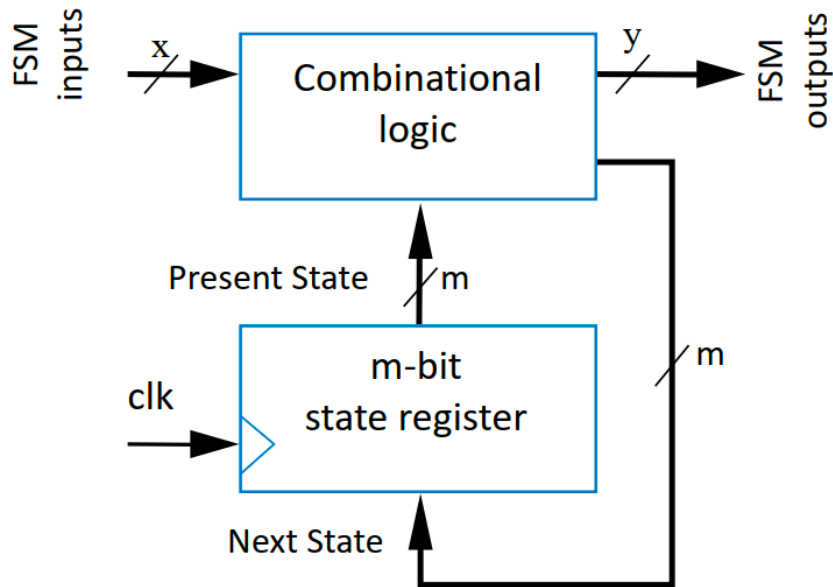 FSM
inputs
x
Combinational
logic
y
FSM
outputs
Present State
m
m
clk
m-bit
state register
Next State